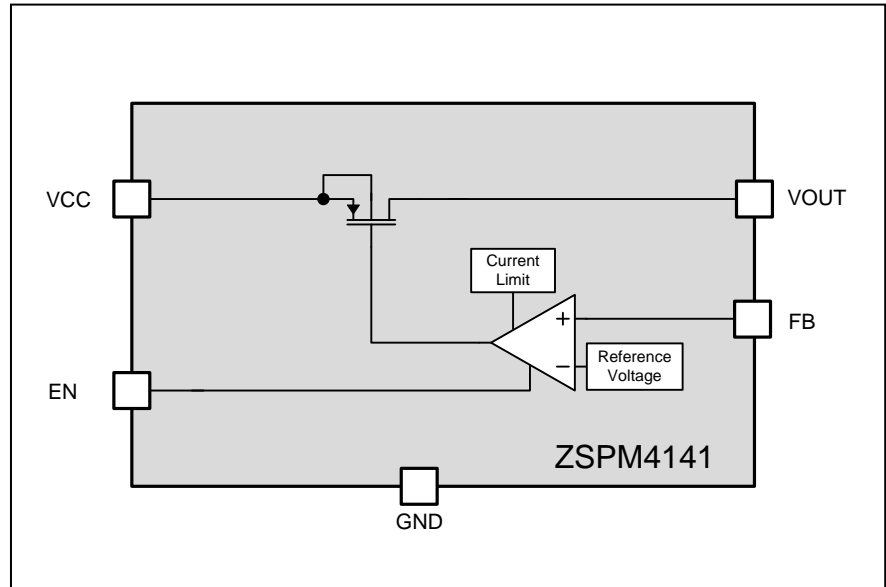 VCC
VOUT
Current
Limit
+
FB
Reference
Voltage
−
EN
ZSPM4141
GND